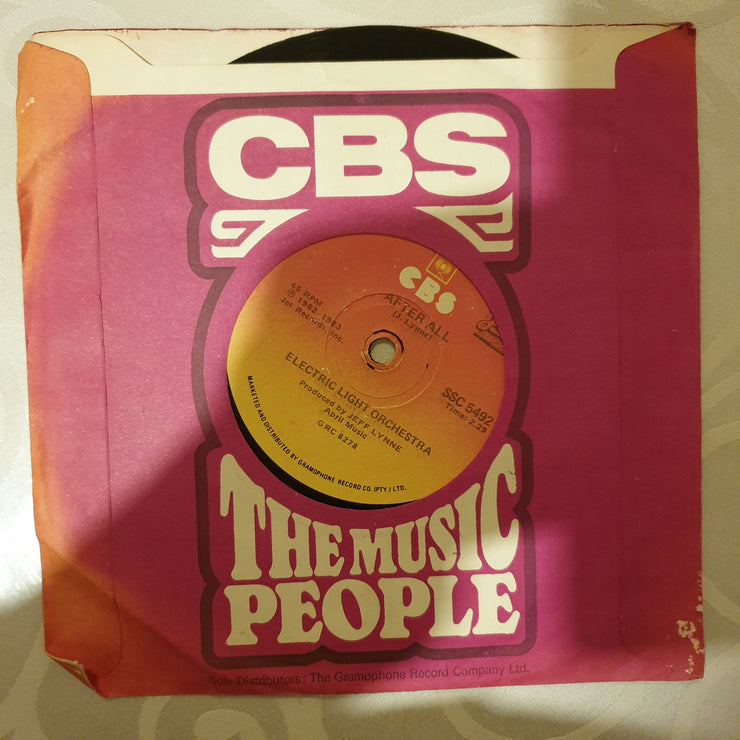 CBS
CBS
AFTER ALL
(J. Lynne)
45 RPM
℗ 1982, 1983
Jet Records, Inc.
SSC 5492
Time: 2.29
ELECTRIC LIGHT ORCHESTRA
Produced by JEFF LYNNE
April Music
GRC 8278
MARKETED AND DISTRIBUTED BY GRAMOPHONE RECORD CO. (PTY.) LTD.
THE MUSIC
PEOPLE
Sole Distributors: The Gramophone Record Company Ltd.